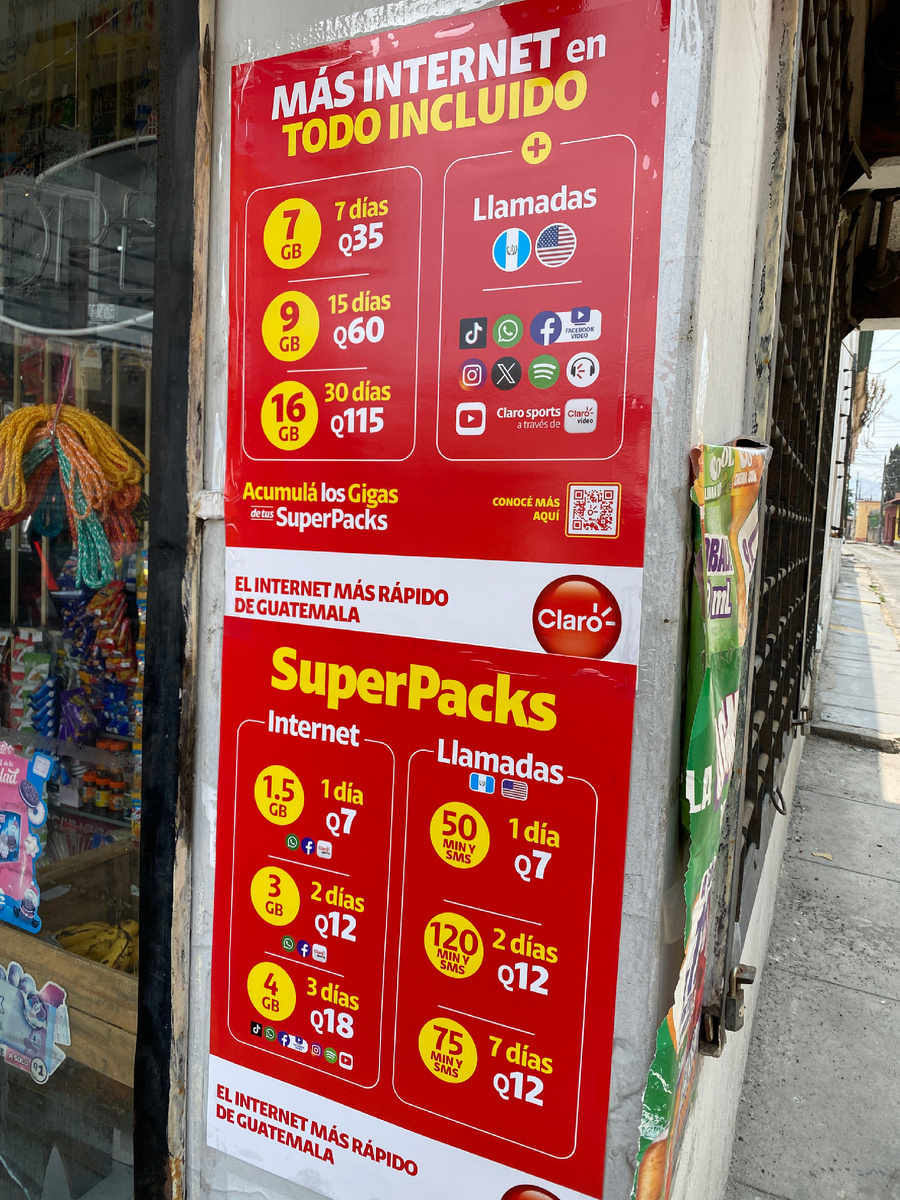 MÁS INTERNET en
TODO INCLUIDO
7
GB
7 días
Q35
9
GB
15 días
Q60
16
GB
30 días
Q115
+
Llamadas
FACEBOOK
VIDEO
Claro sports
a través de
Claro
video
Acumulá los Gigas
de tus SuperPacks
CONOCÉ MÁS
AQUÍ
EL INTERNET MÁS RÁPIDO
DE GUATEMALA
Claro
SuperPacks
Internet
1.5
GB
1 día
Q7
3
GB
2 días
Q12
4
GB
3 días
Q18
Llamadas
50
MIN Y
SMS
1 día
Q7
120
MIN Y
SMS
2 días
Q12
75
MIN Y
SMS
7 días
Q12
EL INTERNET MÁS RÁPIDO
DE GUATEMALA
ml
LA
Q1